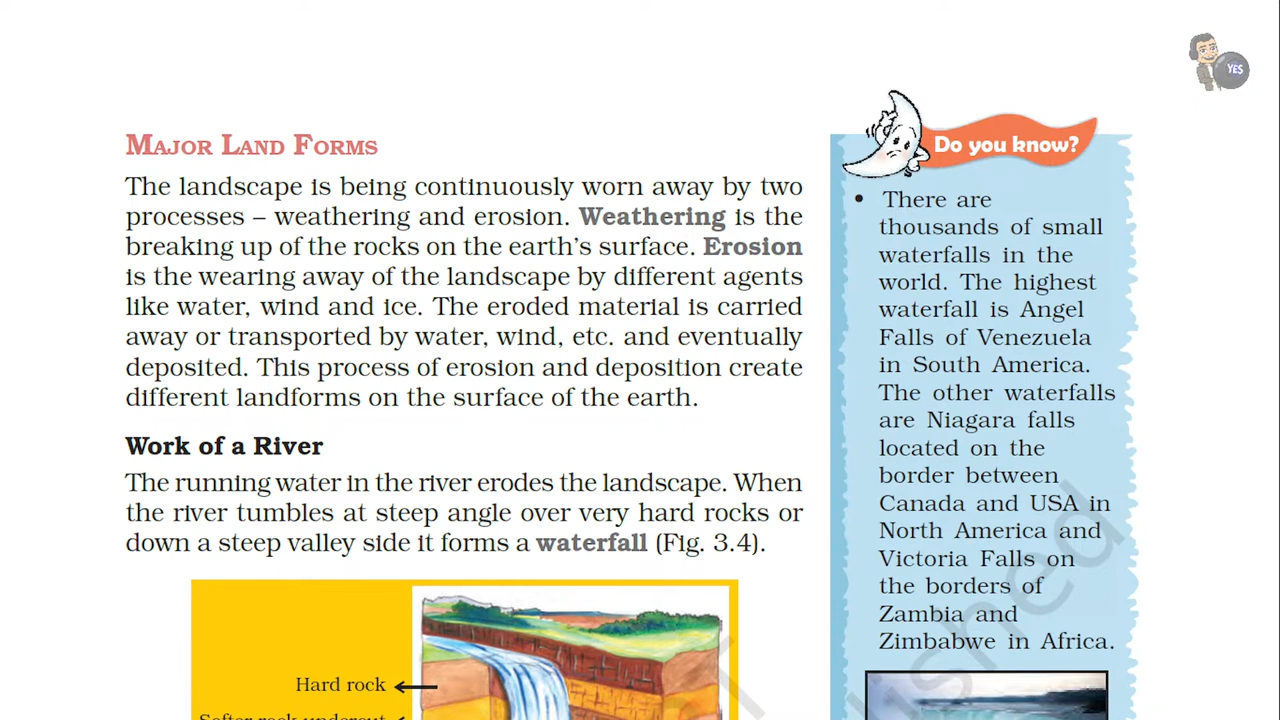 YES
MAJOR LAND FORMS
The landscape is being continuously worn away by two
processes – weathering and erosion. Weathering is the
breaking up of the rocks on the earth's surface. Erosion
is the wearing away of the landscape by different agents
like water, wind and ice. The eroded material is carried
away or transported by water, wind, etc. and eventually
deposited. This process of erosion and deposition create
different landforms on the surface of the earth.
Work of a River
The running water in the river erodes the landscape. When
the river tumbles at steep angle over very hard rocks or
down a steep valley side it forms a waterfall (Fig. 3.4).
Hard rock
Softer rock undercut
Do you know?
• There are
thousands of small
waterfalls in the
world. The highest
waterfall is Angel
Falls of Venezuela
in South America.
The other waterfalls
are Niagara falls
located on the
border between
Canada and USA in
North America and
Victoria Falls on
the borders of
Zambia and
Zimbabwe in Africa.